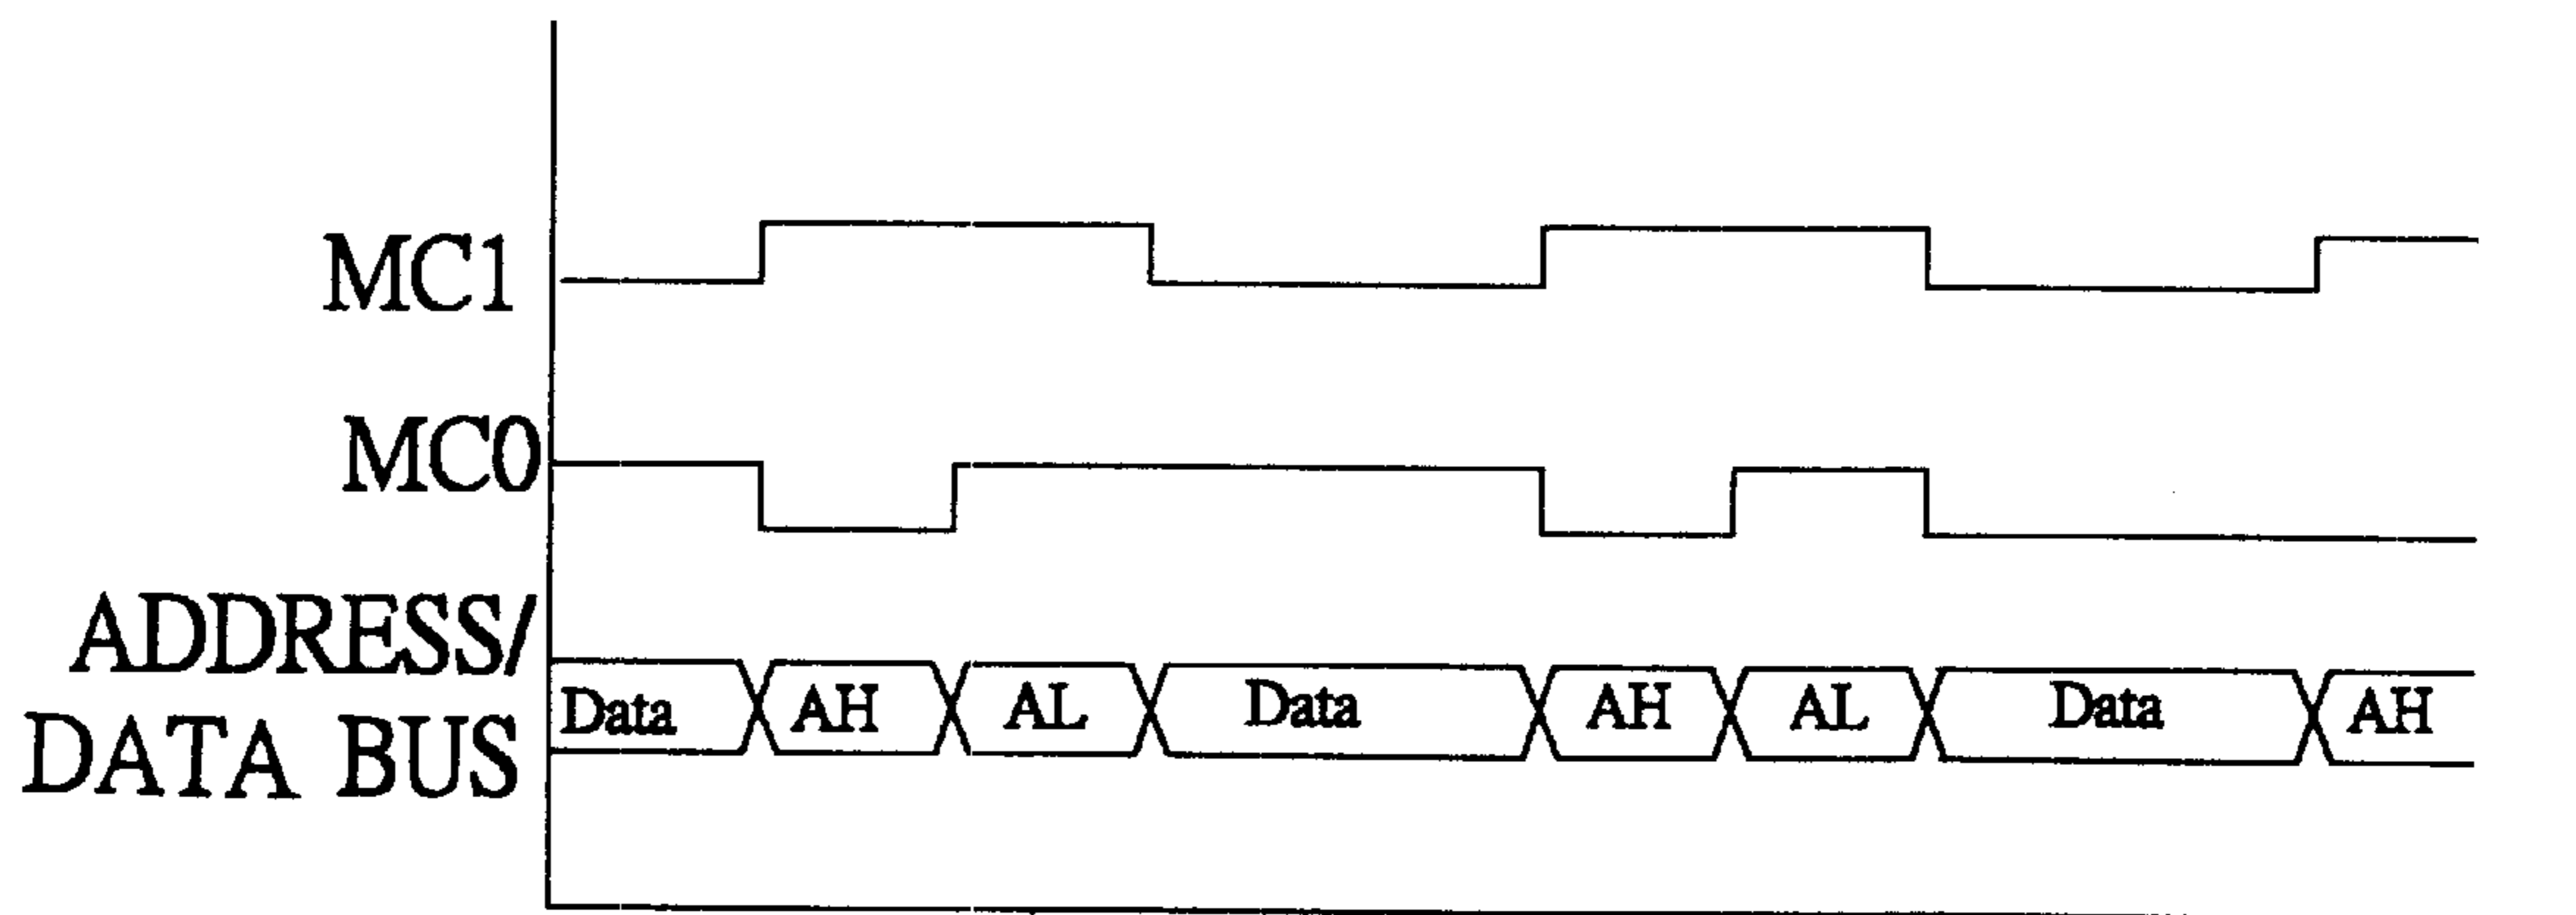 MC1
MC0
ADDRESS/
DATA BUS
Data AH AL Data AH AL Data AH